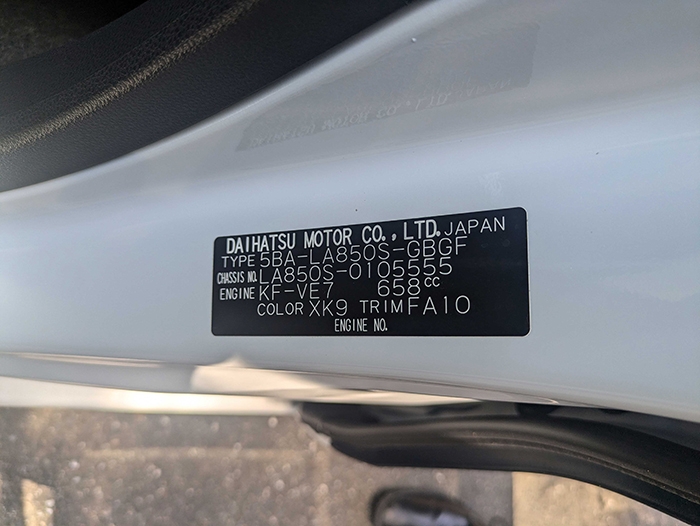 DAIHATSU MOTOR CO., LTD. JAPAN
TYPE 5BA-LA850S-GBGF
CHASSIS NO. LA850S-0105555
ENGINE KF-VE7 658cc
COLOR XK9 TRIM FA10
ENGINE NO.